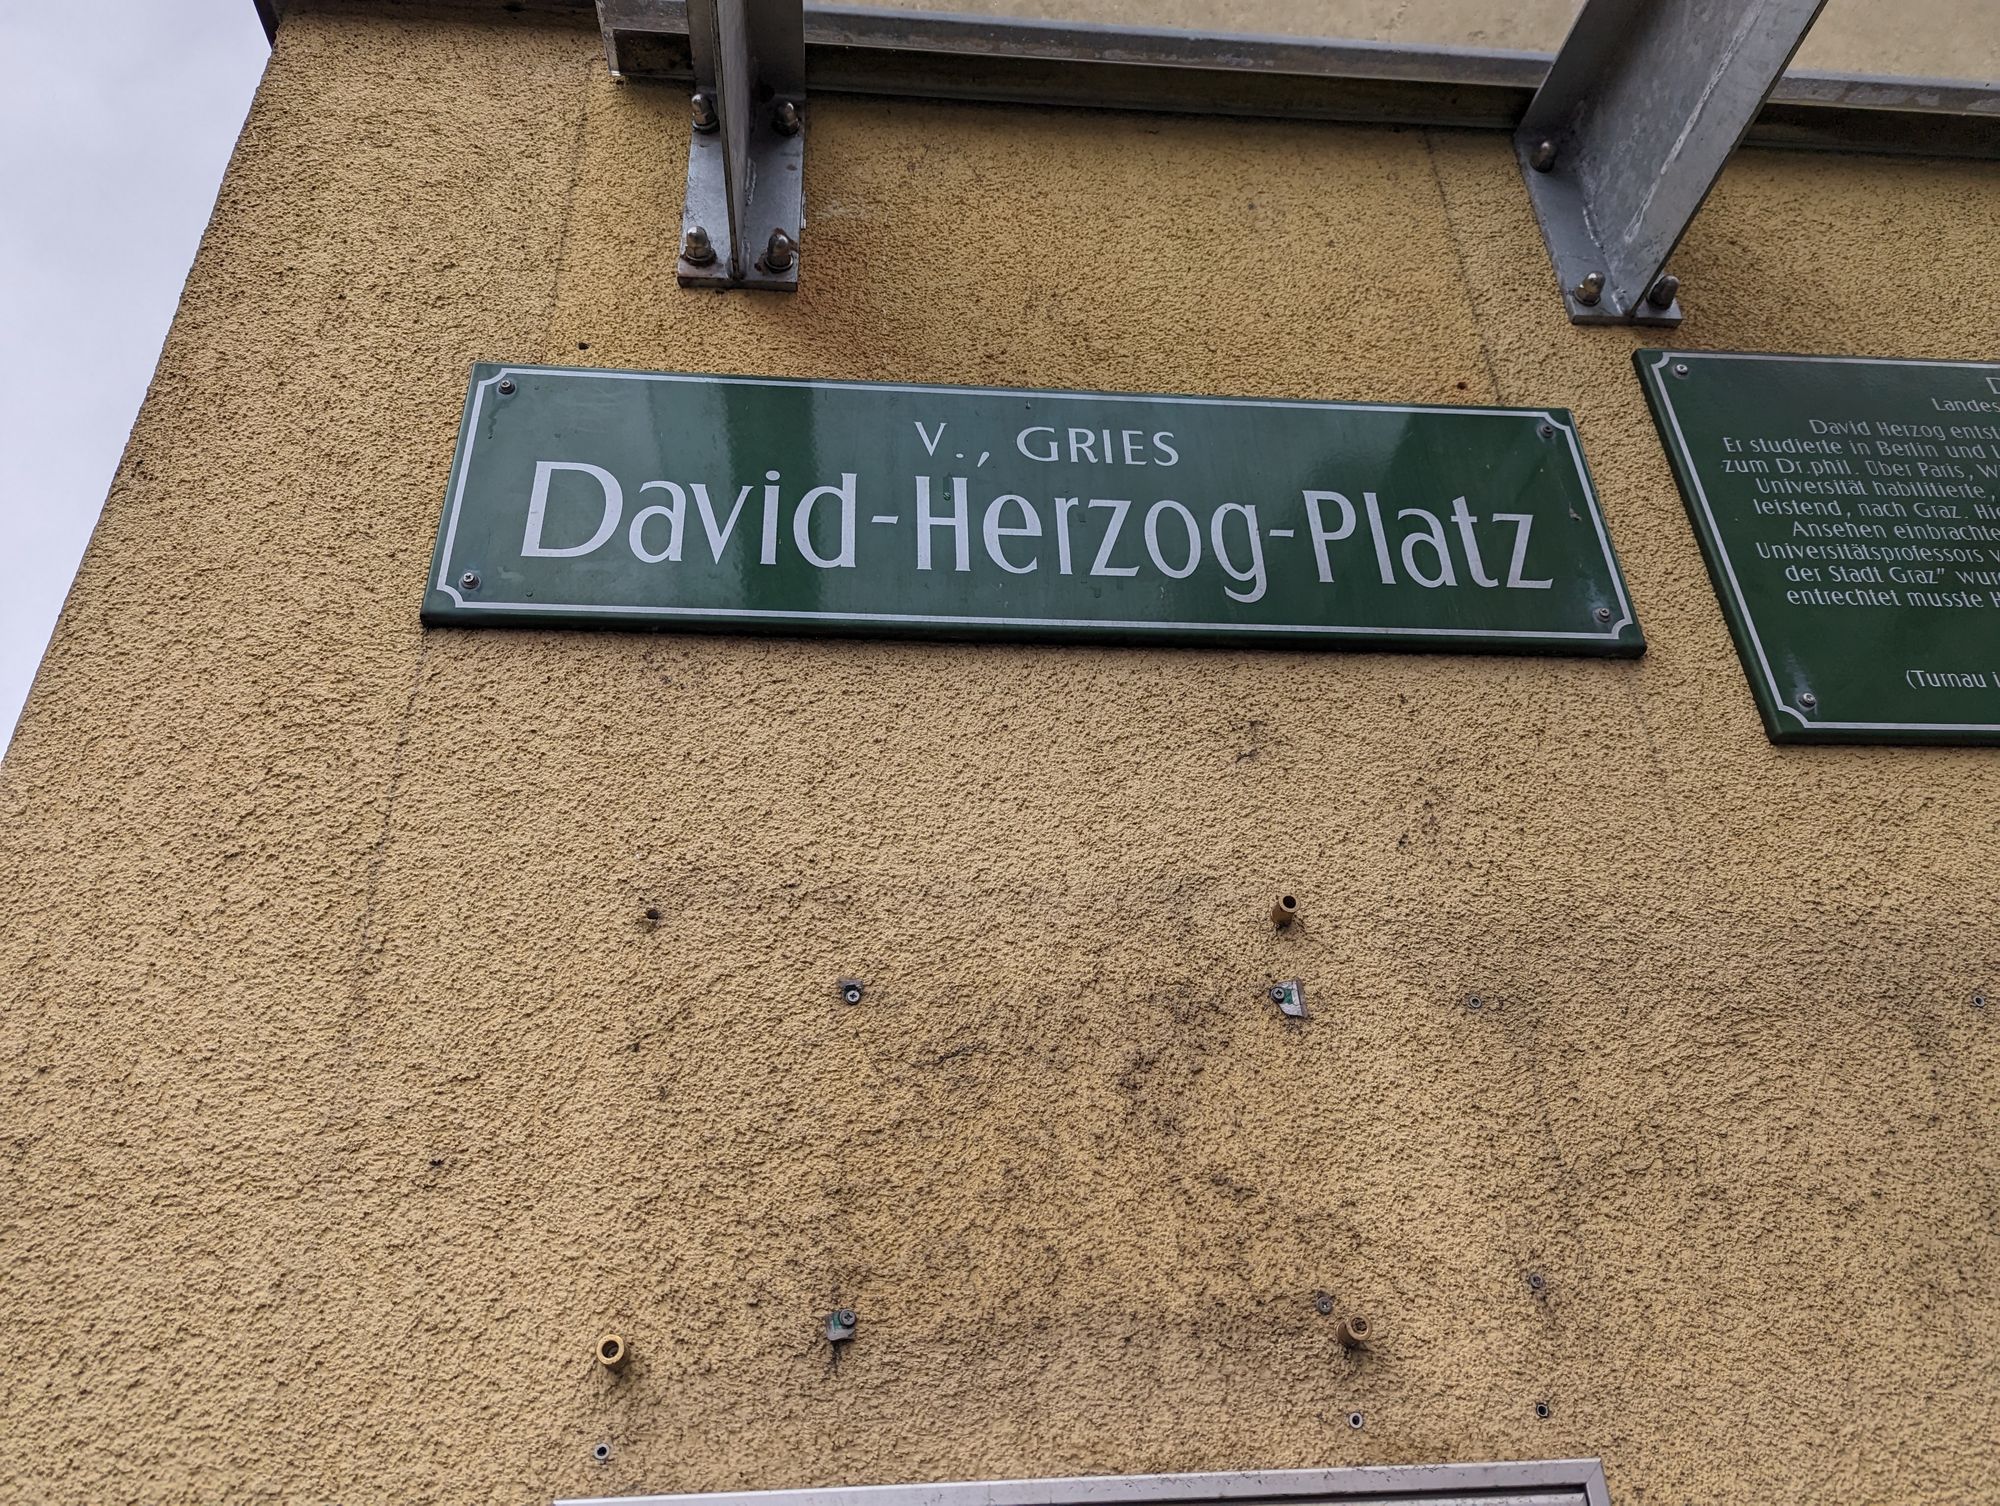 V., GRIES
David-Herzog-Platz
Landes
David Herzog entst
Er studierte in Berlin und
zum Dr.phil. Über Paris,
Universität habilitierte,
leistend, nach Graz.
Ansehen einbrachte
Universitätsprofessors
der Stadt Graz" wur
entrechtet musste
(Turnau